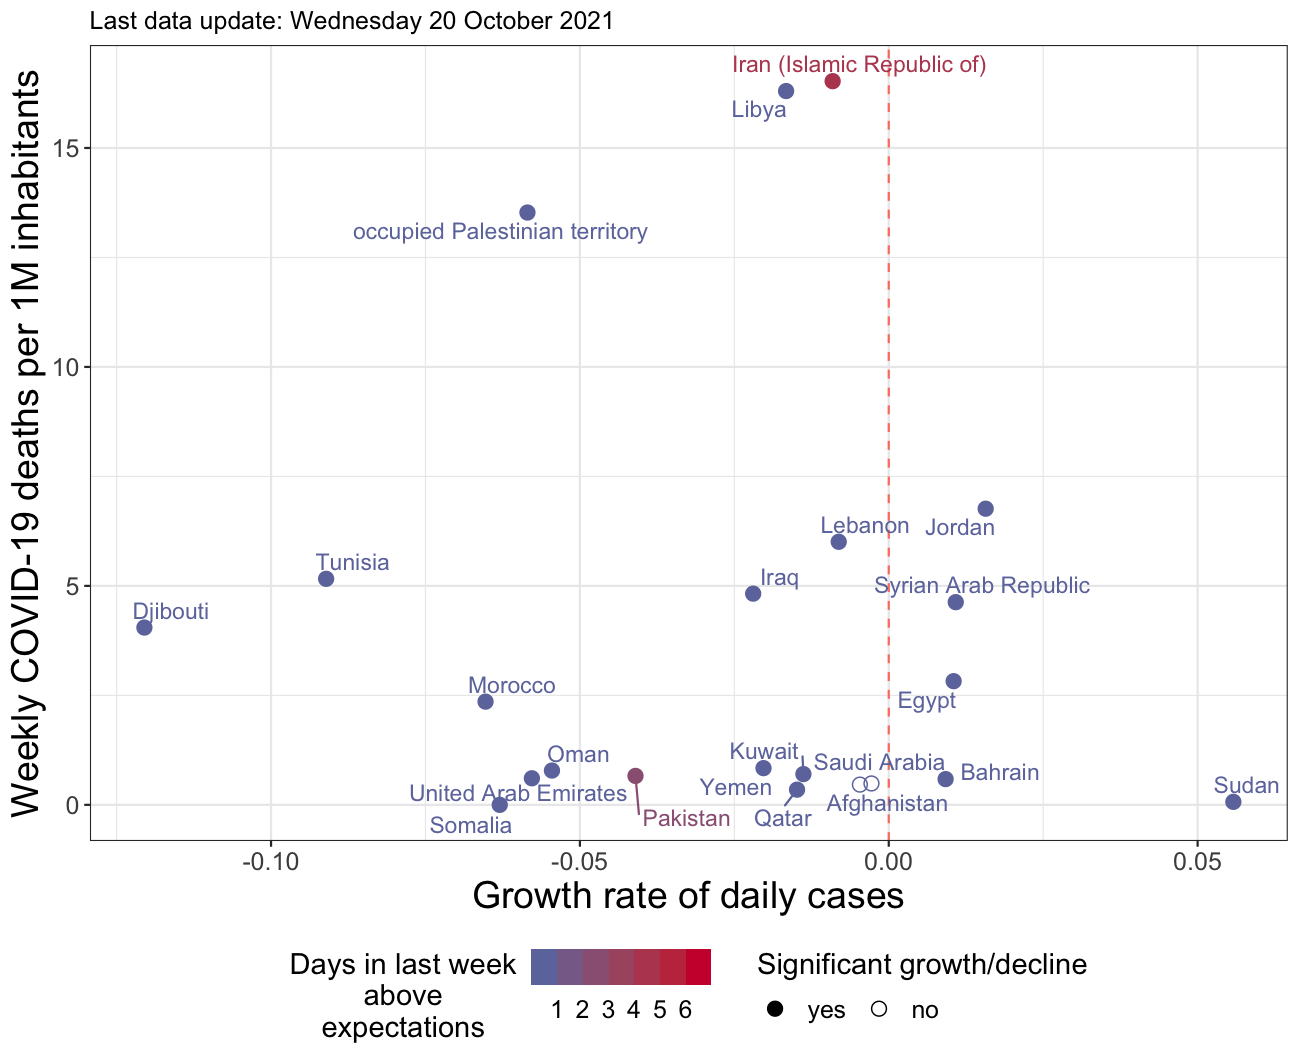 Last data update: Wednesday 20 October 2021
Weekly COVID-19 deaths per 1M inhabitants
15
10
5
0
Iran (Islamic Republic of)
Libya
occupied Palestinian territory
Lebanon
Jordan
Tunisia
Iraq
Syrian Arab Republic
Djibouti
Morocco
Egypt
Oman
Kuwait
Saudi Arabia
Bahrain
United Arab Emirates
Yemen
Sudan
Afghanistan
Somalia
Pakistan
Qatar
-0.10
-0.05
0.00
0.05
Growth rate of daily cases
Days in last week
above
expectations
1 2 3 4 5 6
Significant growth/decline
yes
no